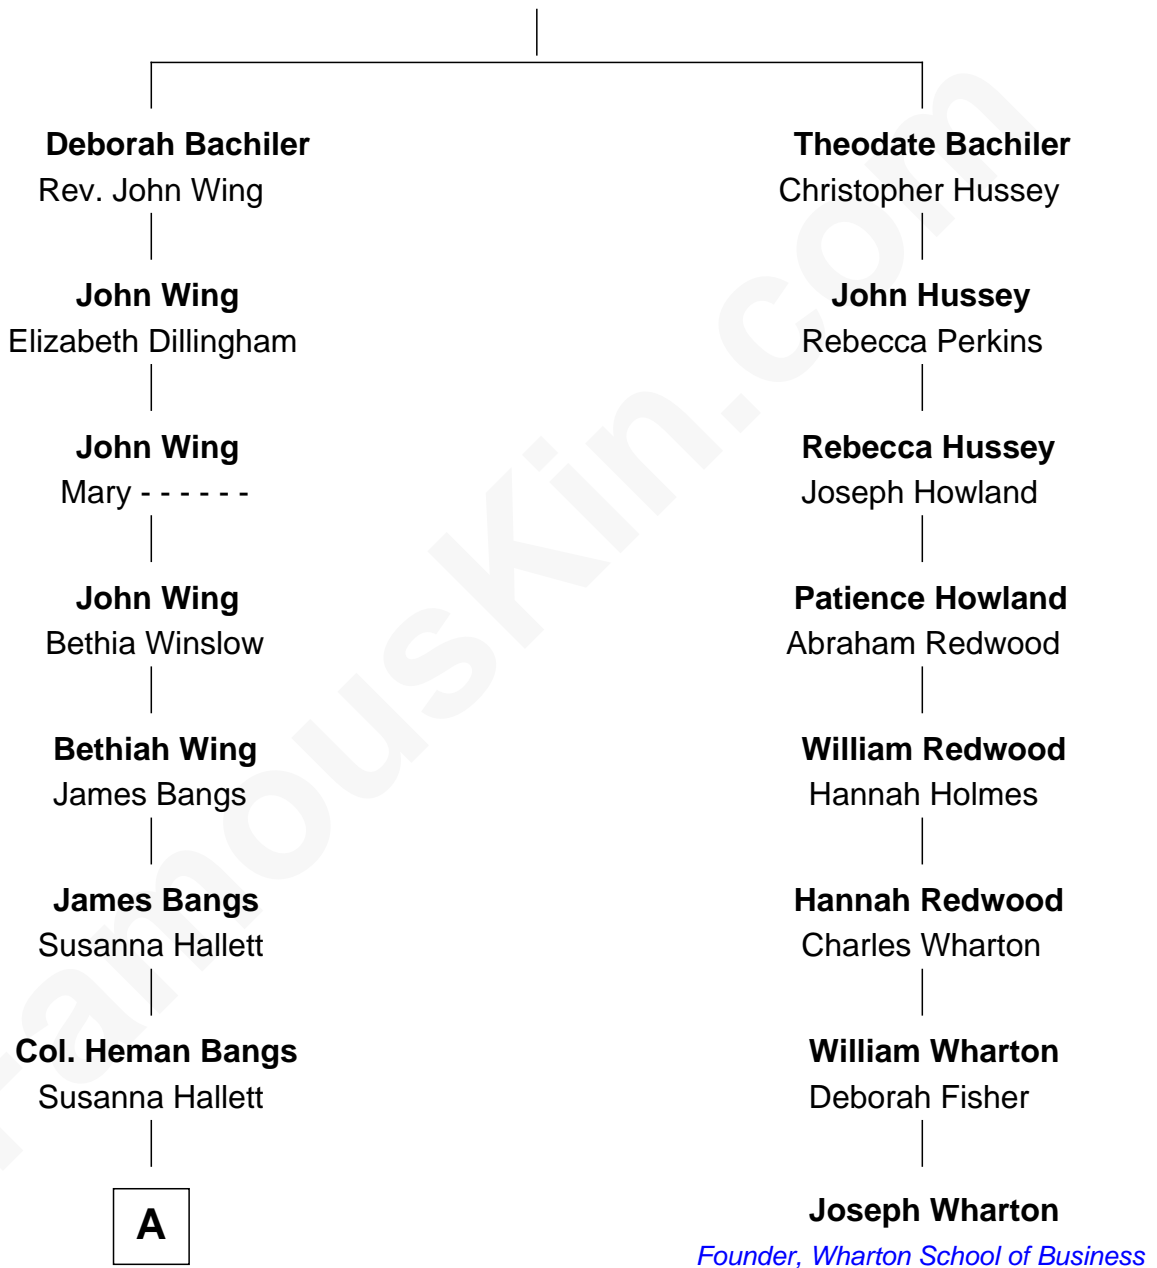 Deborah Bachiler
Rev. John Wing
Theodate Bachiler
Christopher Hussey
John Wing
Elizabeth Dillingham
John Hussey
Rebecca Perkins
John Wing
Mary - - - - - -
Rebecca Hussey
Joseph Howland
John Wing
Bethia Winslow
Patience Howland
Abraham Redwood
Bethiah Wing
James Bangs
William Redwood
Hannah Holmes
James Bangs
Susanna Hallett
Hannah Redwood
Charles Wharton
Col. Heman Bangs
Susanna Hallett
William Wharton
Deborah Fisher
A
Joseph Wharton
Founder, Wharton School of Business
FamousKin.com